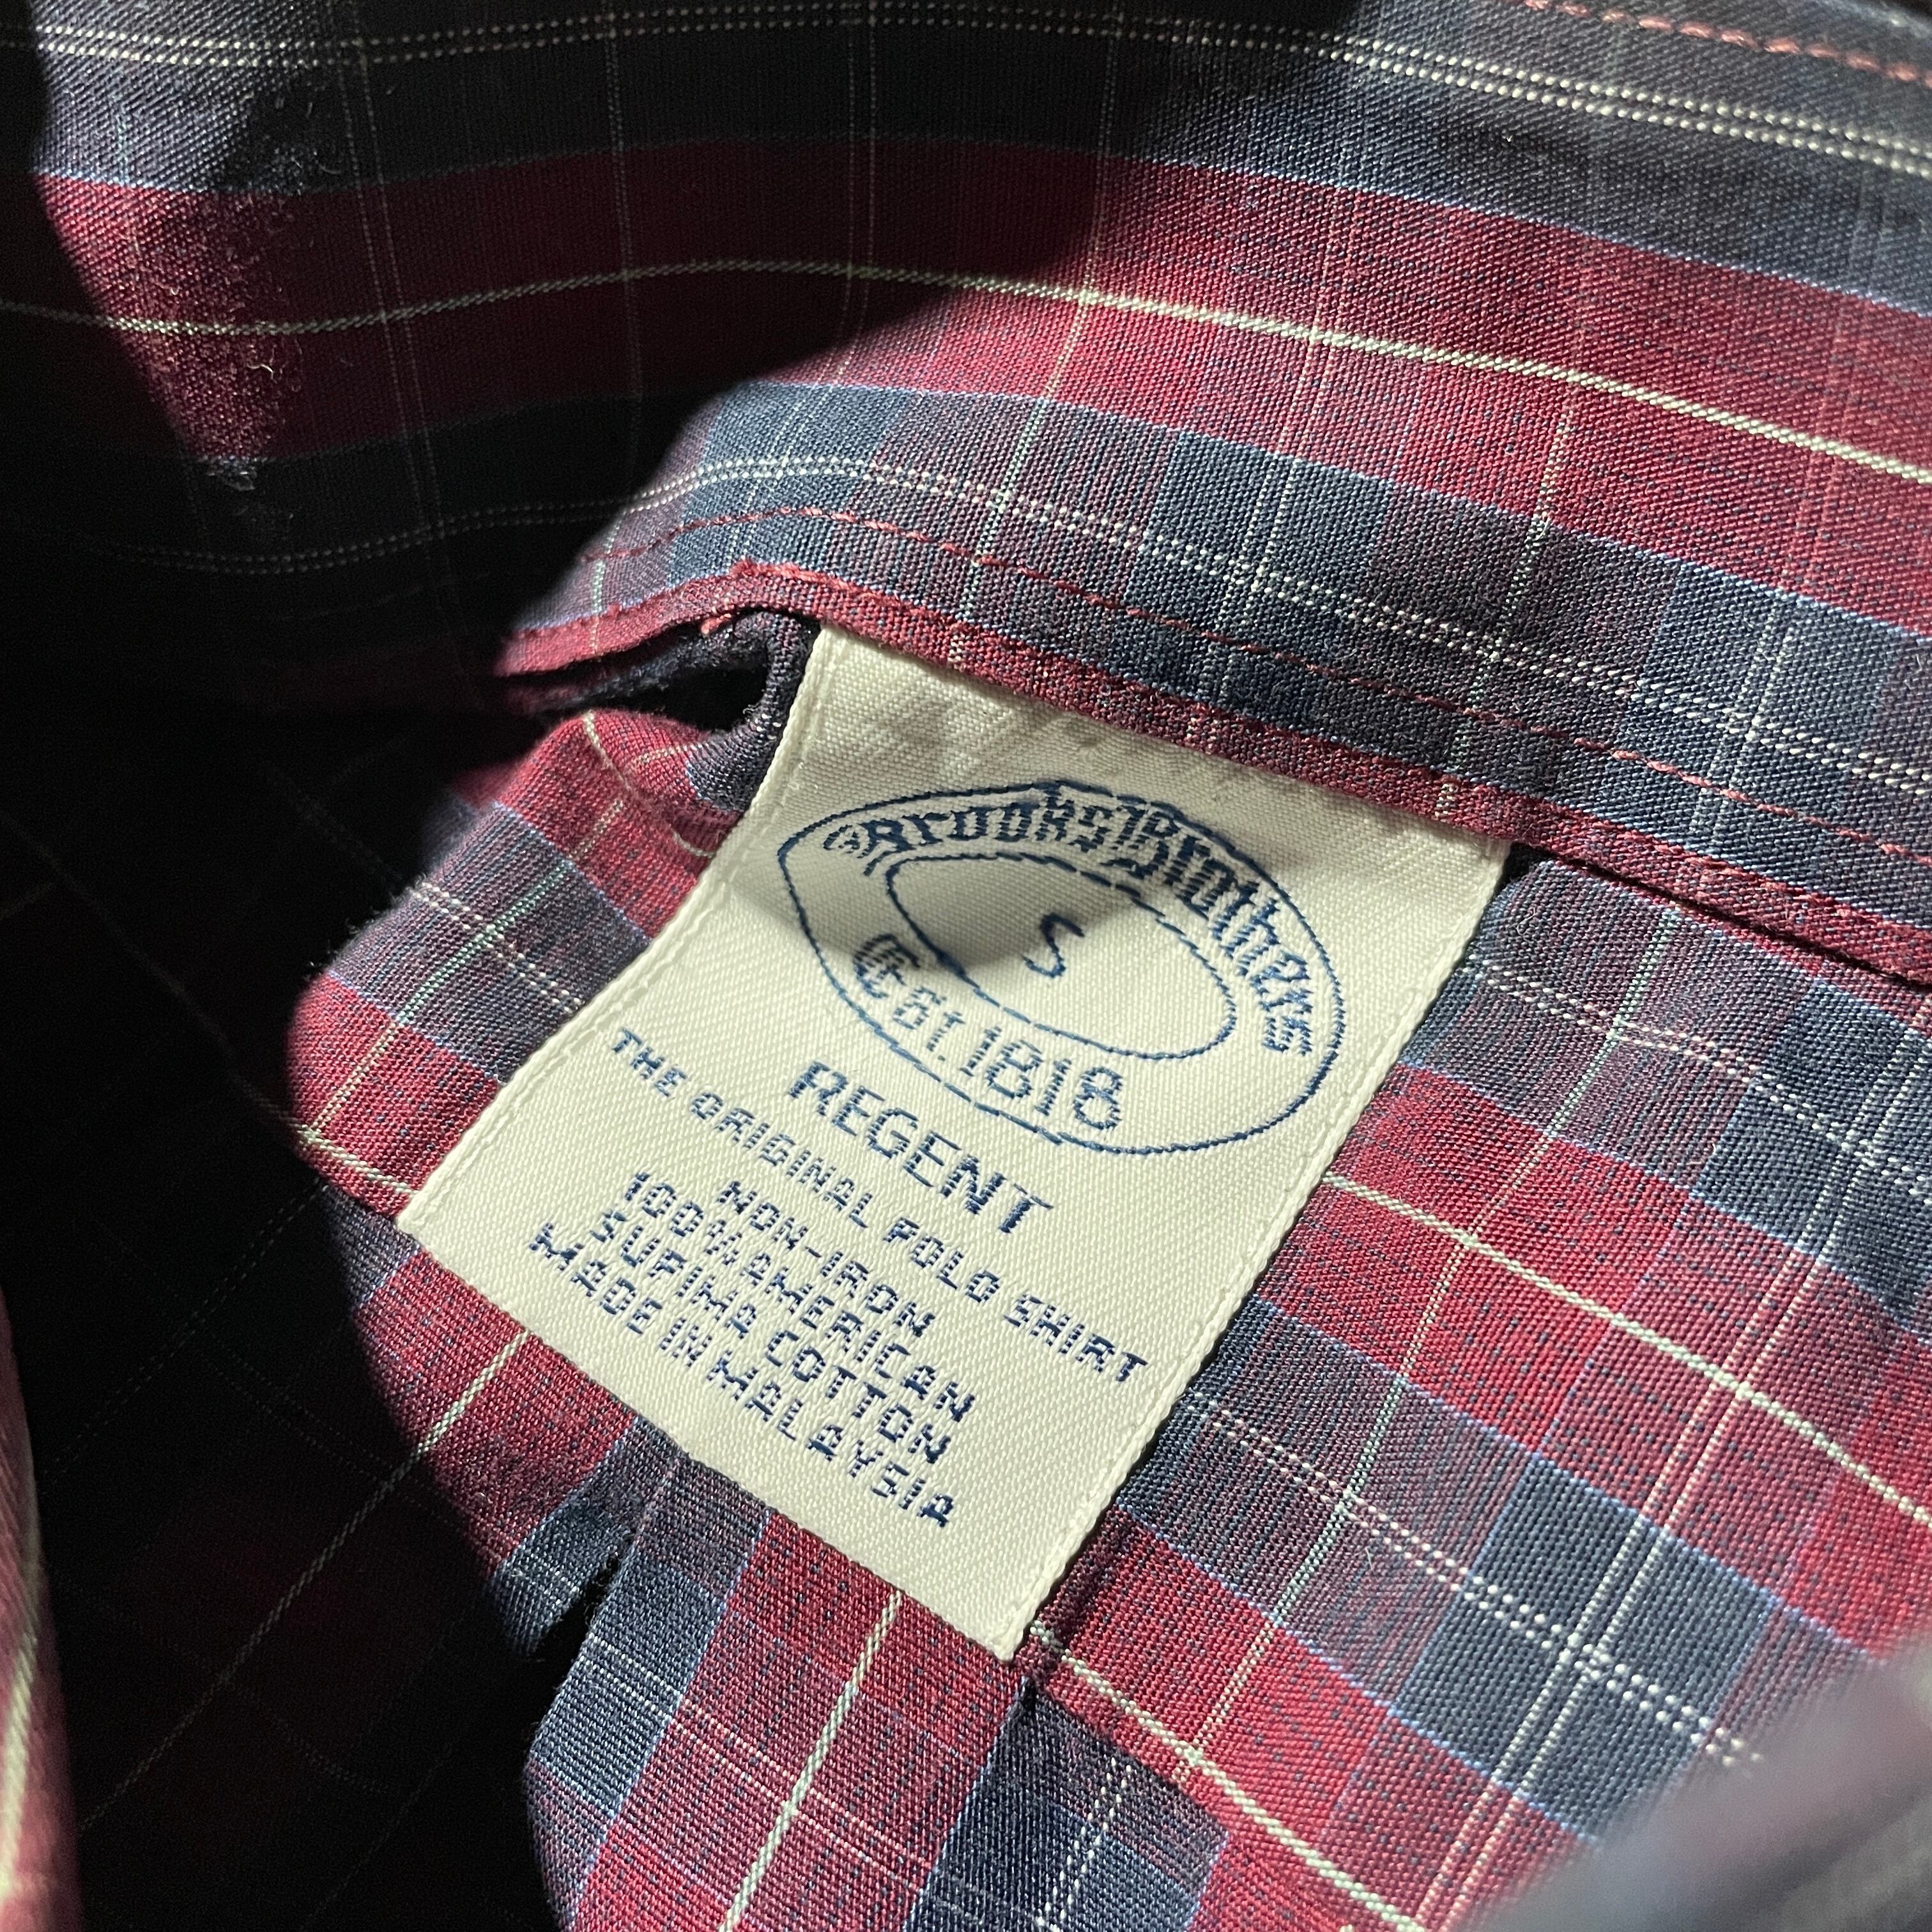 Brooks Brothers
S
Est. 1818
REGENT
THE ORIGINAL POLO SHIRT
NON-IRON
100% AMERICAN
SUPIMA COTTON
MADE IN MALAYSIA